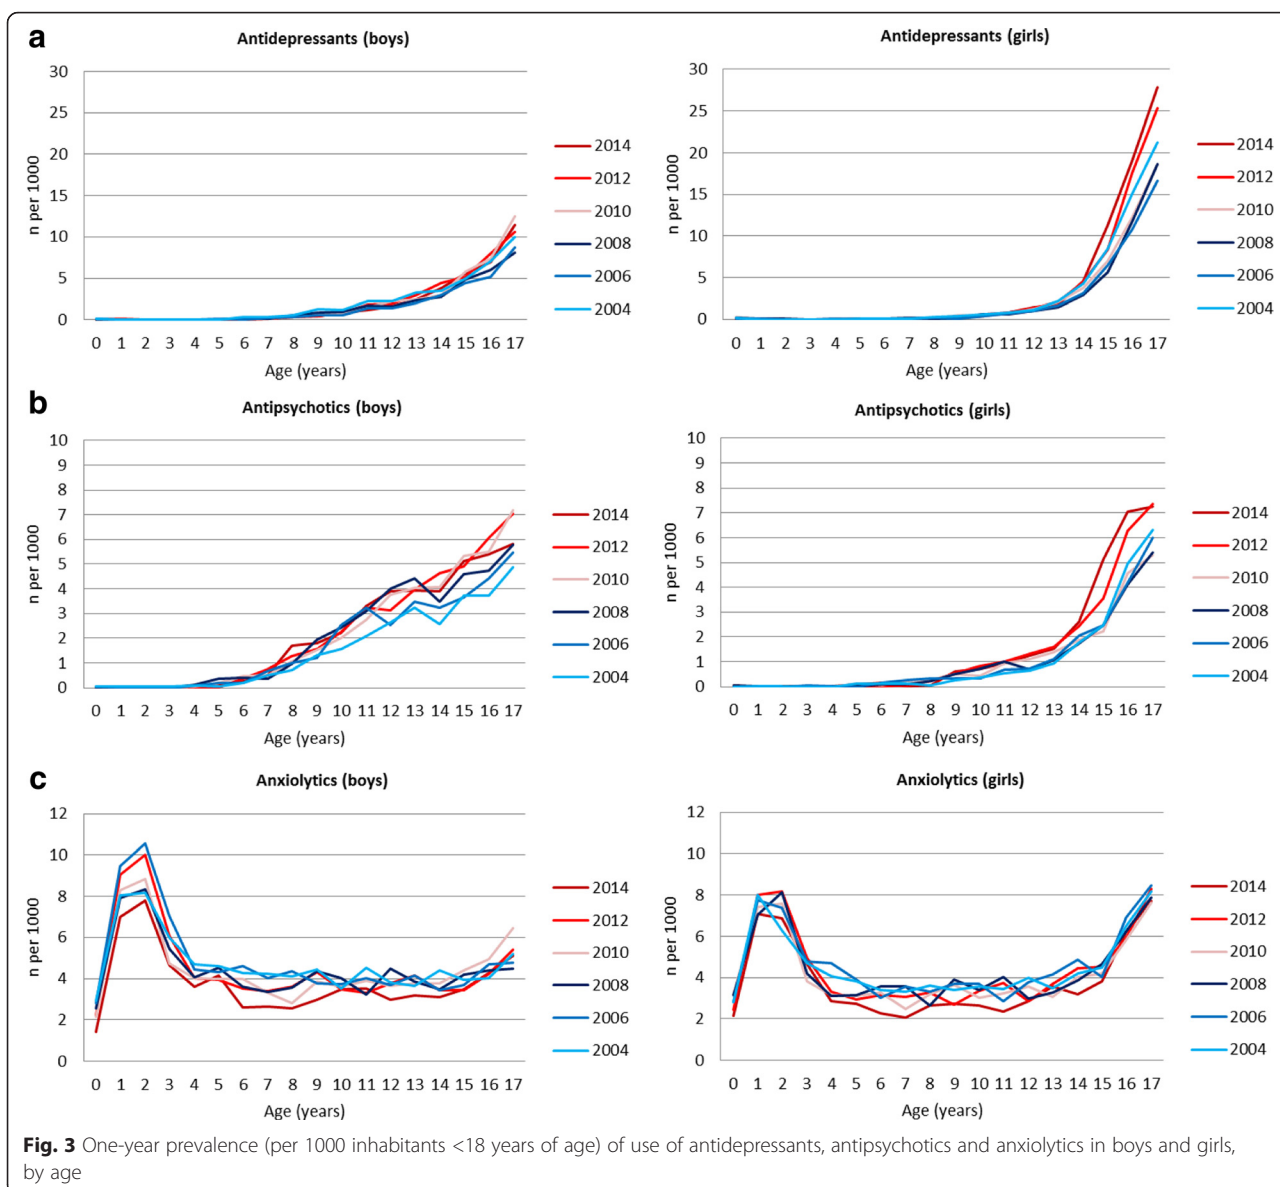 a
Antidepressants (boys)
30
25
20
15
10
5
0
n per 1000
0 1 2 3 4 5 6 7 8 9 10 11 12 13 14 15 16 17
Age (years)
2014
2012
2010
2008
2006
2004
Antidepressants (girls)
30
25
20
15
10
5
0
n per 1000
0 1 2 3 4 5 6 7 8 9 10 11 12 13 14 15 16 17
Age (years)
2014
2012
2010
2008
2006
2004
b
Antipsychotics (boys)
10
9
8
7
6
5
4
3
2
1
0
n per 1000
0 1 2 3 4 5 6 7 8 9 10 11 12 13 14 15 16 17
Age (years)
2014
2012
2010
2008
2006
2004
Antipsychotics (girls)
10
9
8
7
6
5
4
3
2
1
0
n per 1000
0 1 2 3 4 5 6 7 8 9 10 11 12 13 14 15 16 17
Age (years)
2014
2012
2010
2008
2006
2004
c
Anxiolytics (boys)
12
10
8
6
4
2
0
n per 1000
0 1 2 3 4 5 6 7 8 9 10 11 12 13 14 15 16 17
Age (years)
2014
2012
2010
2008
2006
2004
Anxiolytics (girls)
12
10
8
6
4
2
0
n per 1000
0 1 2 3 4 5 6 7 8 9 10 11 12 13 14 15 16 17
Age (years)
2014
2012
2010
2008
2006
2004
Fig. 3 One-year prevalence (per 1000 inhabitants <18 years of age) of use of antidepressants, antipsychotics and anxiolytics in boys and girls,
by age